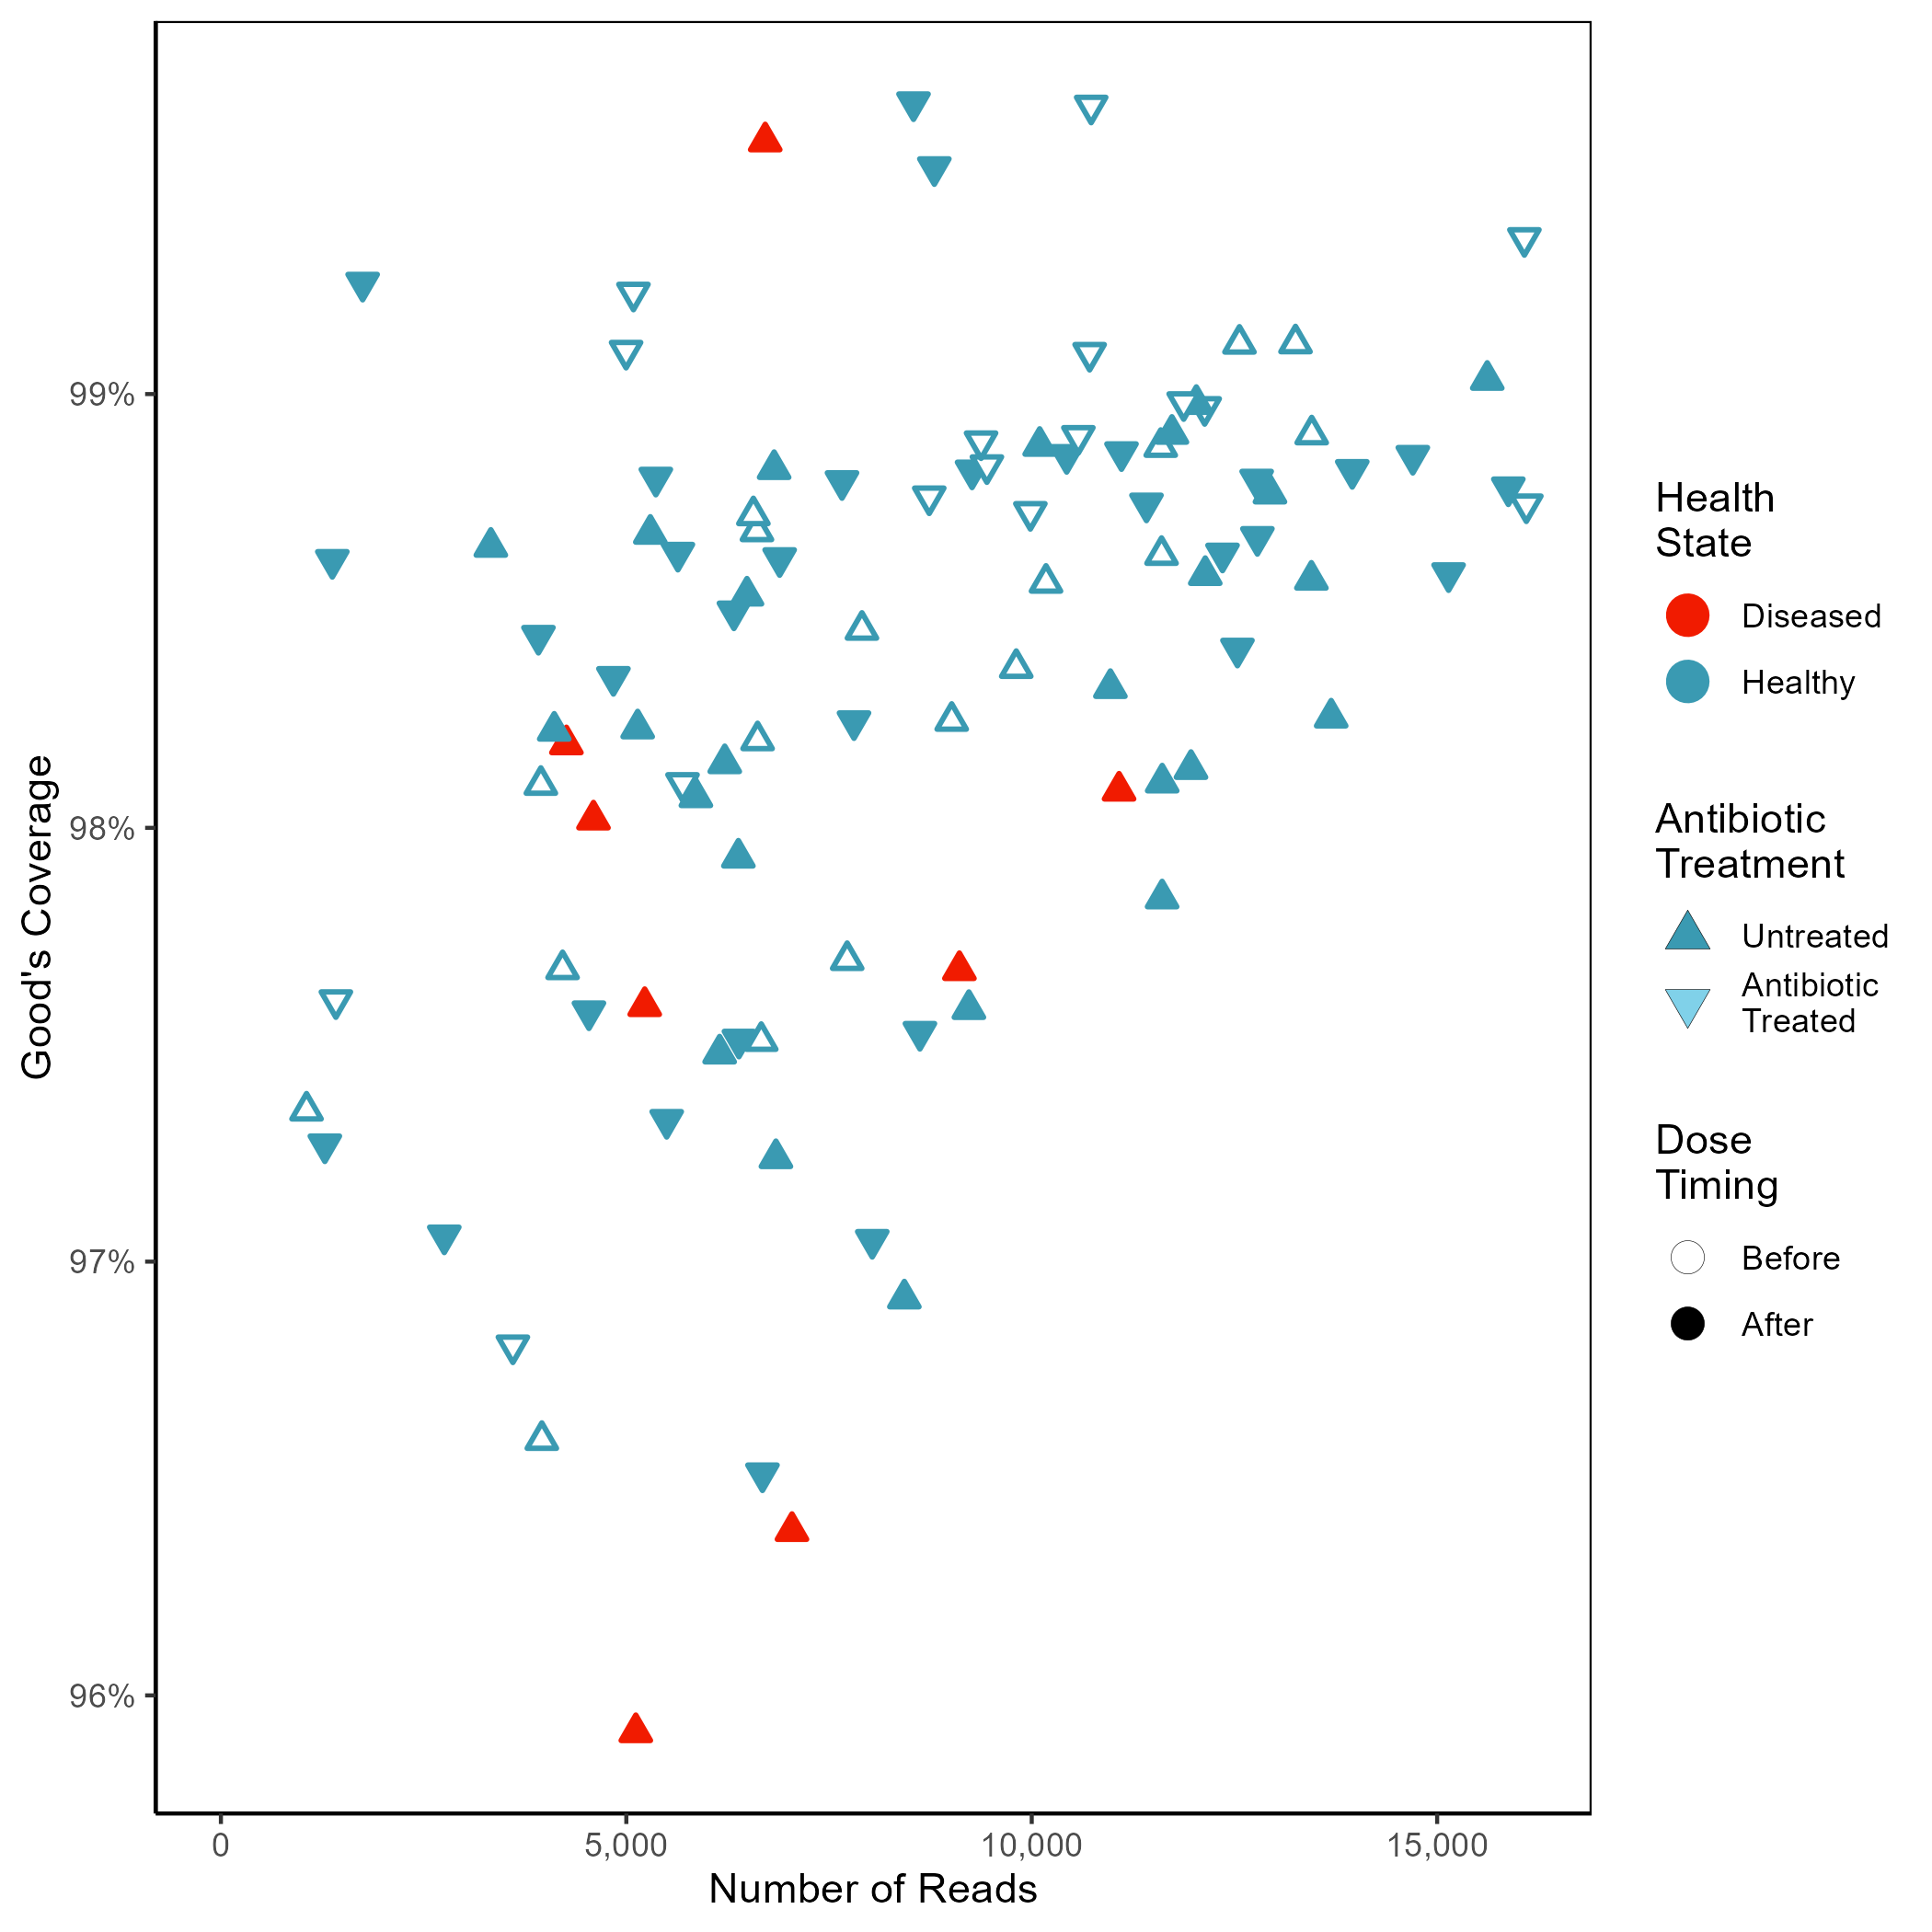 99%
98%
97%
96%
Good's Coverage
0
5,000
10,000
15,000
Number of Reads
Health
State
Diseased
Healthy
Antibiotic
Treatment
Untreated
Antibiotic
Treated
Dose
Timing
Before
After